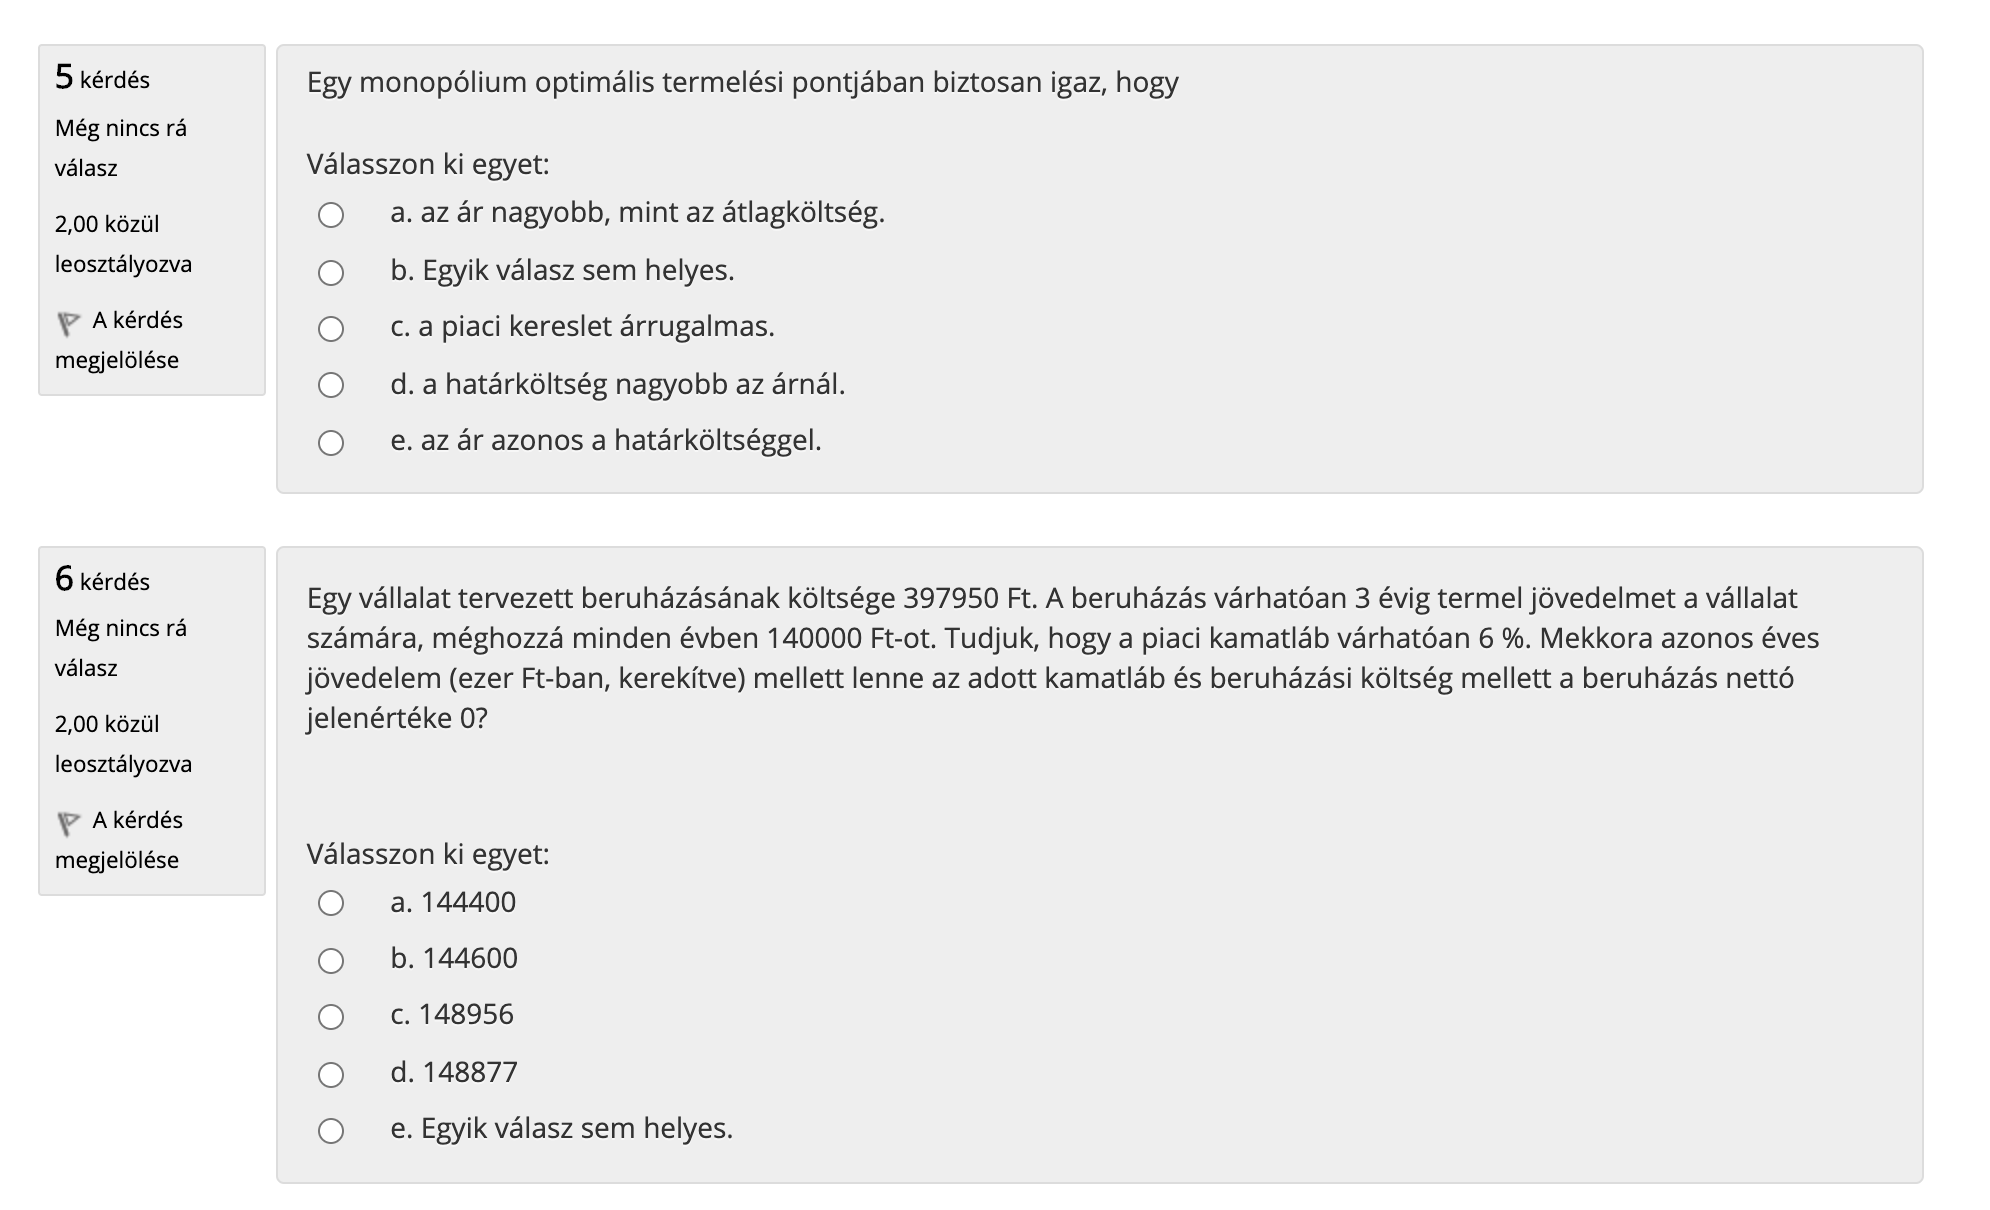 5 kérdés
Még nincs rá
válasz
2,00 közül
leosztályozva
A kérdés
megjelölése
Egy monopólium optimális termelési pontjában biztosan igaz, hogy
Válasszon ki egyet:
a. az ár nagyobb, mint az átlagköltség.
b. Egyik válasz sem helyes.
c. a piaci kereslet árrugalmas.
d. a határköltség nagyobb az árnál.
e. az ár azonos a határköltséggel.
6 kérdés
Még nincs rá
válasz
2,00 közül
leosztályozva
A kérdés
megjelölése
Egy vállalat tervezett beruházásának költsége 397950 Ft. A beruházás várhatóan 3 évig termel jövedelmet a vállalat
számára, méghozzá minden évben 140000 Ft-ot. Tudjuk, hogy a piaci kamatláb várhatóan 6 %. Mekkora azonos éves
jövedelem (ezer Ft-ban, kerekítve) mellett lenne az adott kamatláb és beruházási költség mellett a beruházás nettó
jelenértéke 0?
Válasszon ki egyet:
a. 144400
b. 144600
c. 148956
d. 148877
e. Egyik válasz sem helyes.